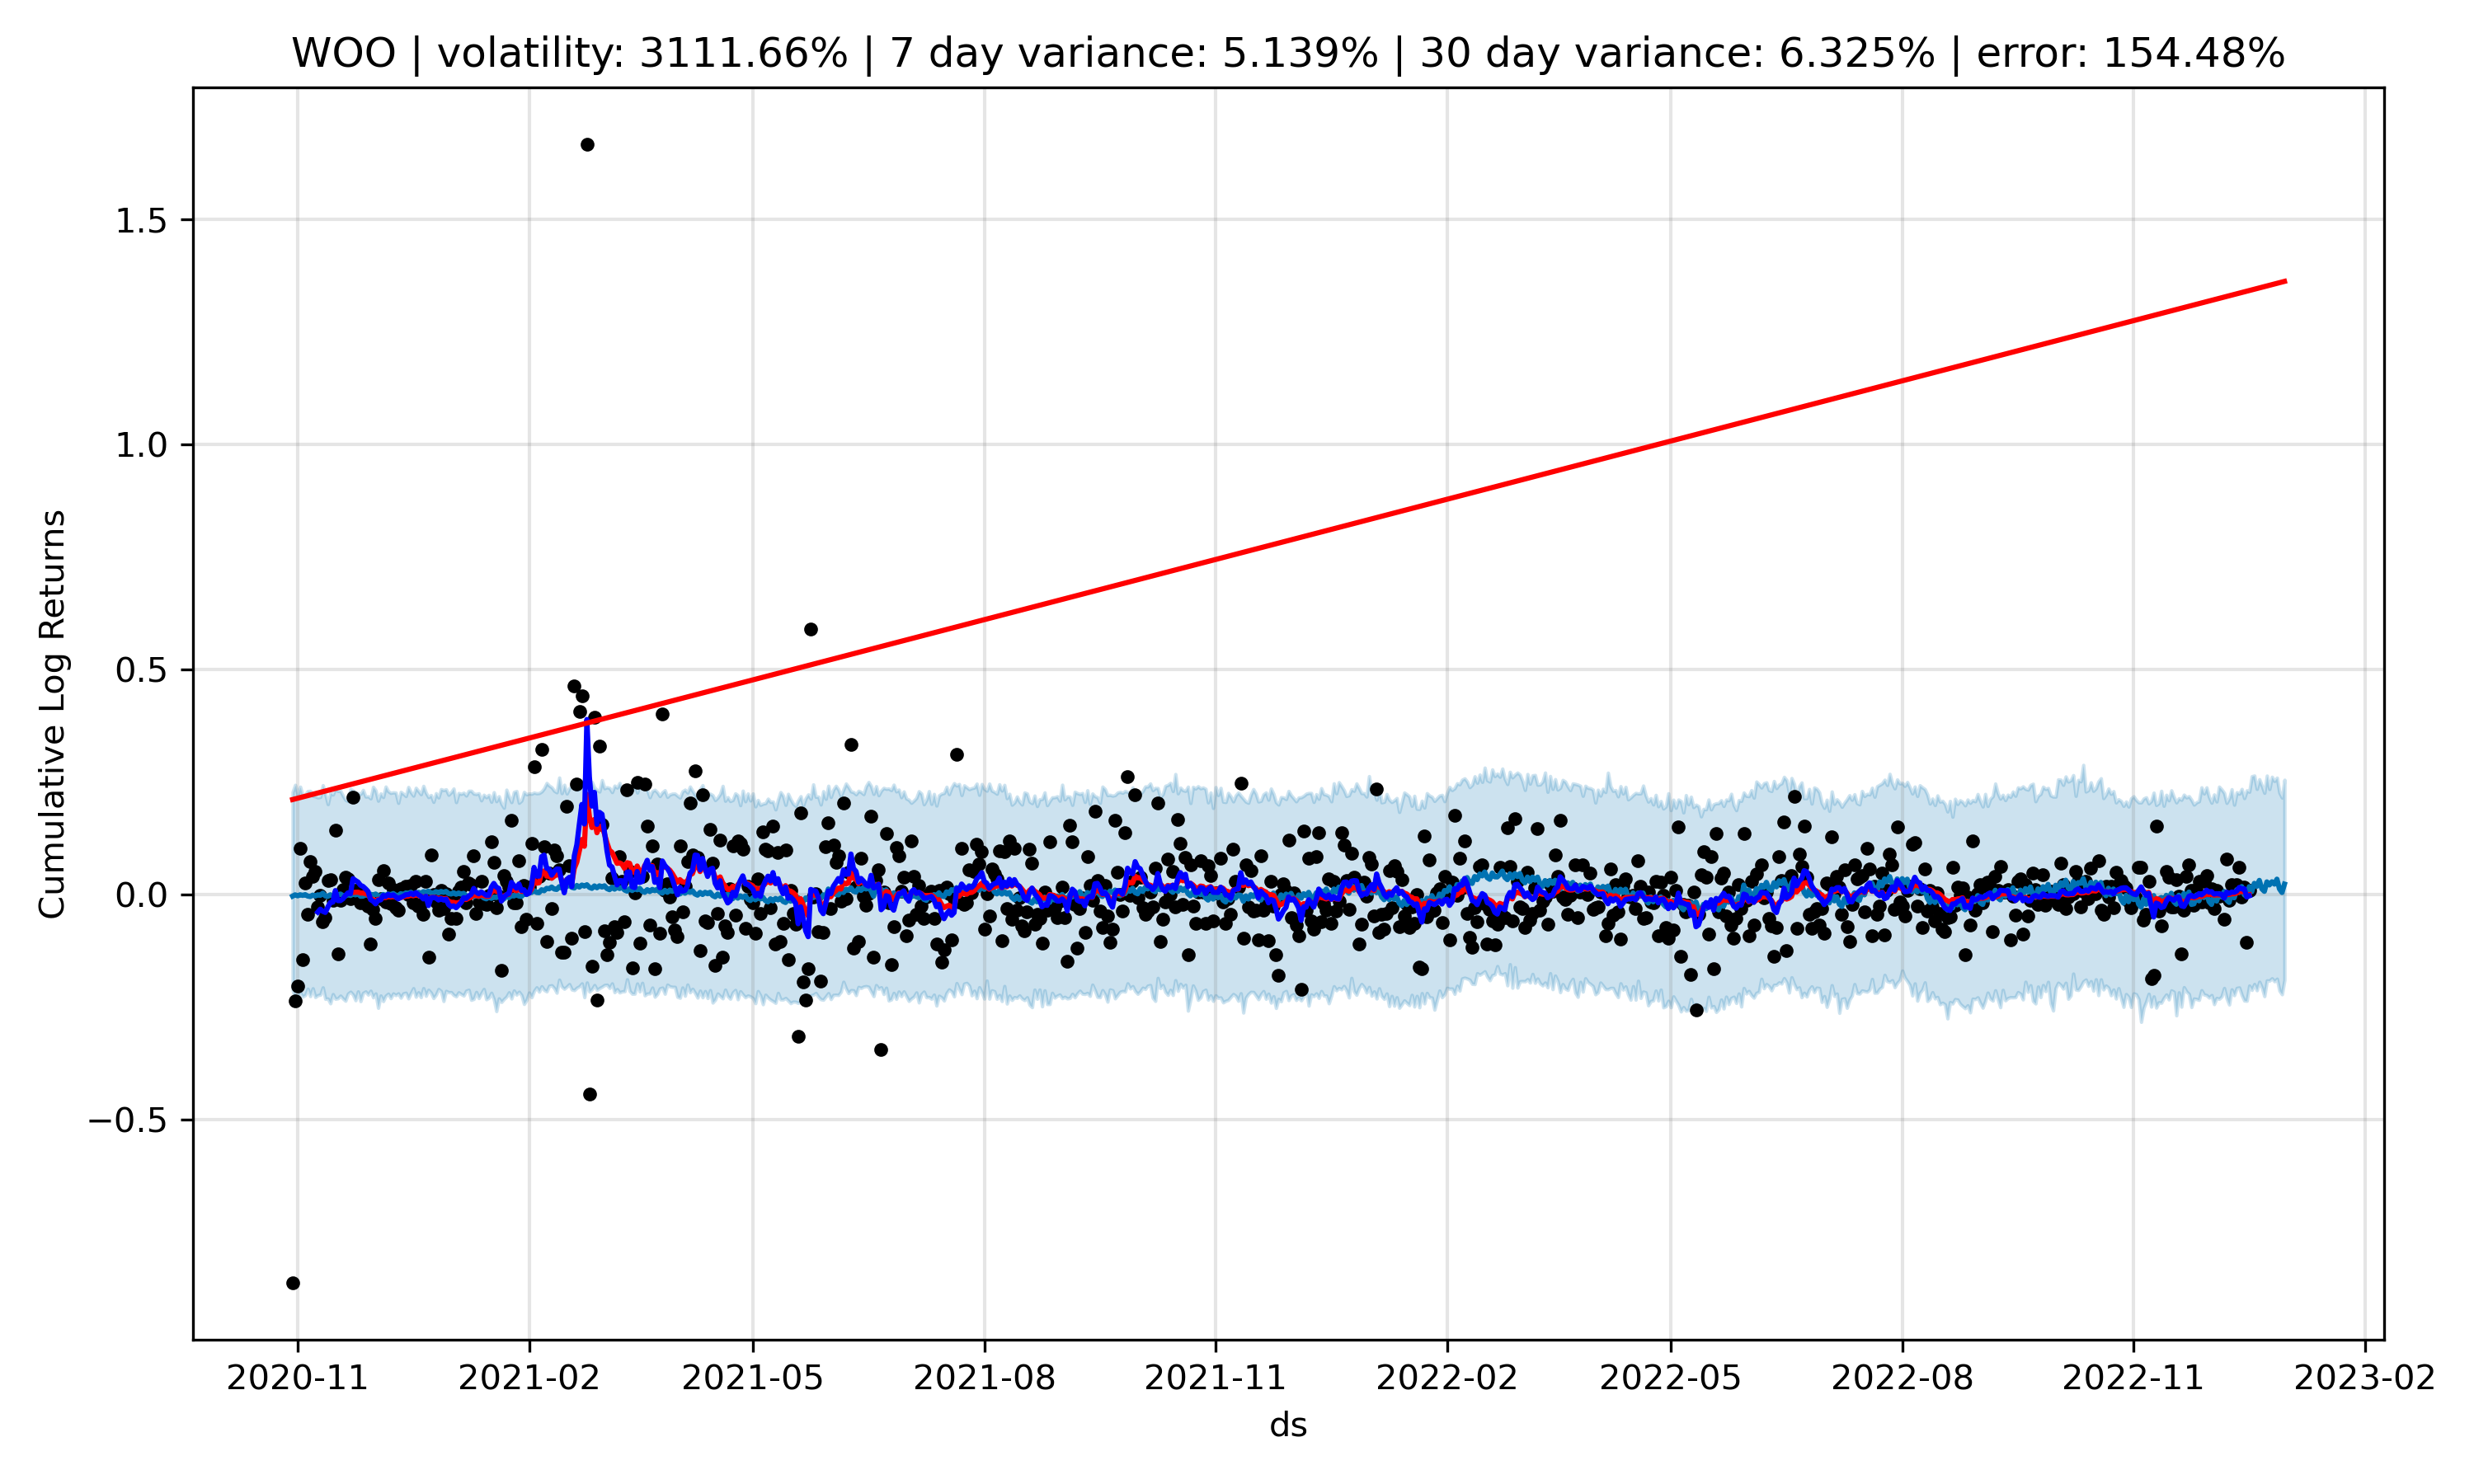 WOO | volatility: 3111.66% | 7 day variance: 5.139% | 30 day variance: 6.325% | error: 154.48%
Cumulative Log Returns
1.5
1.0
0.5
0.0
−0.5
2020-11 2021-02 2021-05 2021-08 2021-11 2022-02 2022-05 2022-08 2022-11 2023-02
ds